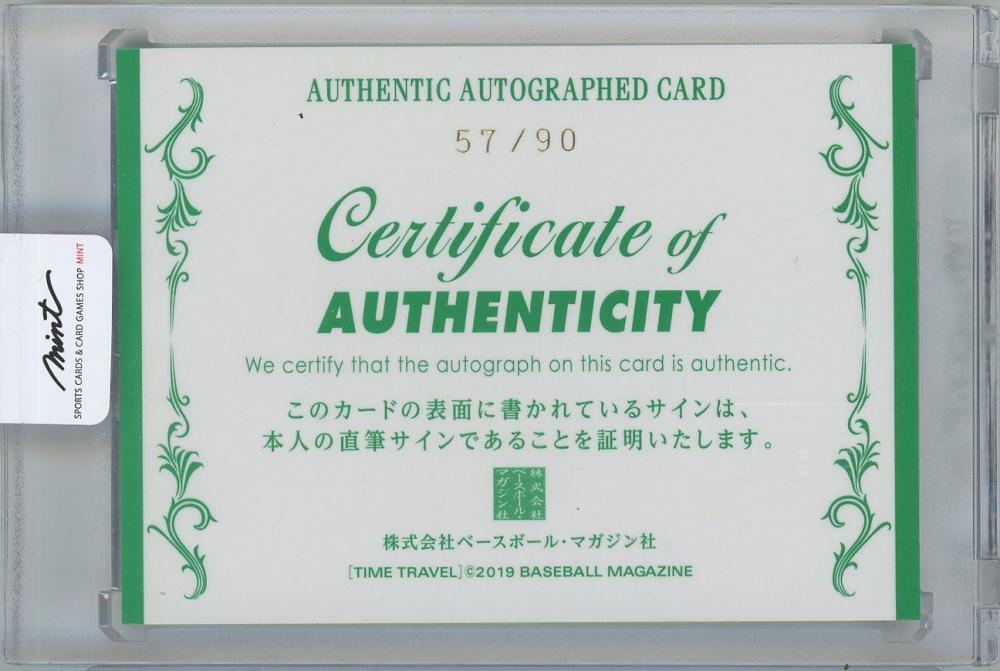 AUTHENTIC AUTOGRAPHED CARD
57/90
Certificate of
AUTHENTICITY
We certify that the autograph on this card is authentic.
このカードの表面に書かれているサインは、
本人の直筆サインであることを証明いたします。
株式会社
ベースボール・
マガジン社
株式会社ベースボール・マガジン社
[TIME TRAVEL]©2019 BASEBALL MAGAZINE
mint
SPORTS CARDS & CARD GAMES SHOP MINT